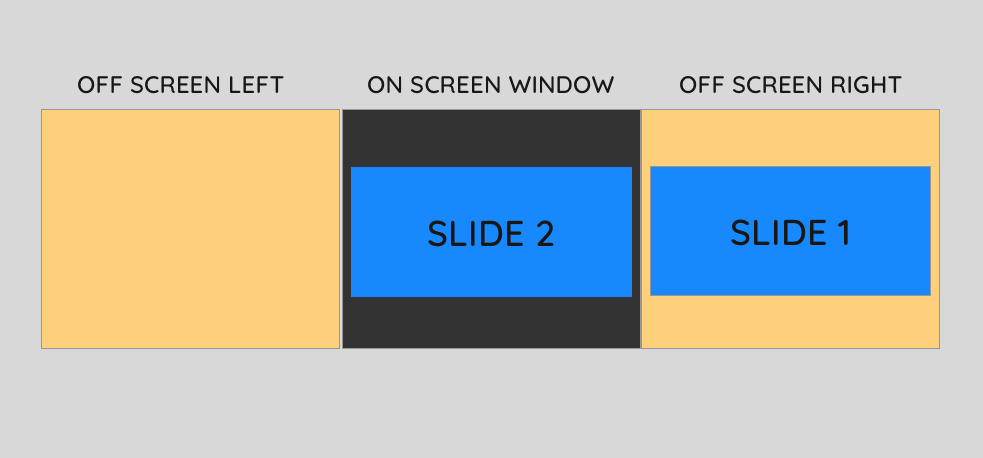 OFF SCREEN LEFT
ON SCREEN WINDOW
OFF SCREEN RIGHT
SLIDE 2
SLIDE 1